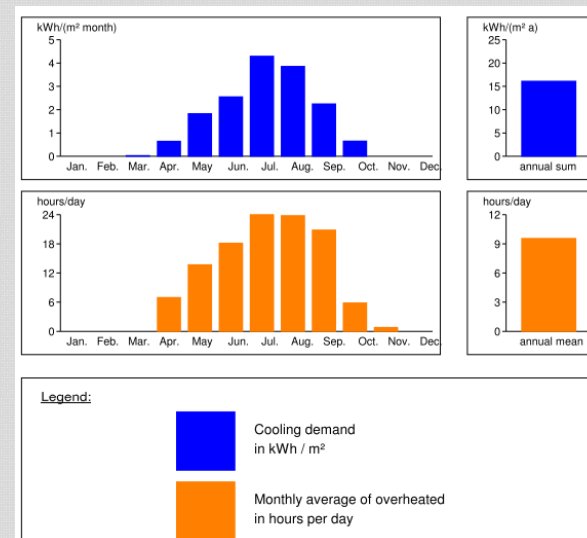 kWh/(m² month)
5
4
3
2
1
0
Jan. Feb. Mar. Apr. May Jun. Jul. Aug. Sep. Oct. Nov. Dec.
kWh/(m² a)
25
20
15
10
5
0
annual sum
hours/day
24
18
12
6
0
Jan. Feb. Mar. Apr. May Jun. Jul. Aug. Sep. Oct. Nov. Dec.
hours/day
12
9
6
3
0
annual mean
Legend:
Cooling demand
in kWh / m²
Monthly average of overheated
in hours per day